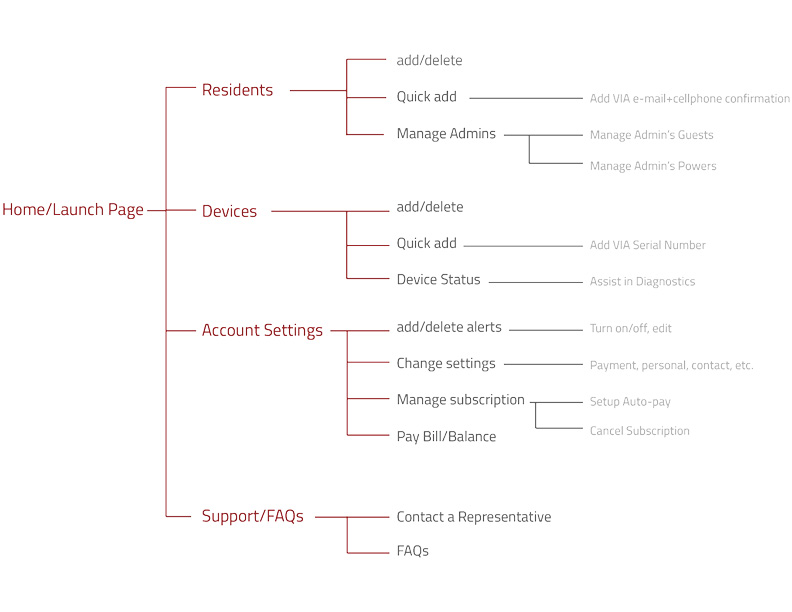 Home/Launch Page
Residents
add/delete
Quick add
Add VIA e-mail+cellphone confirmation
Manage Admins
Manage Admin's Guests
Manage Admin's Powers
Devices
add/delete
Quick add
Add VIA Serial Number
Device Status
Assist in Diagnostics
Account Settings
add/delete alerts
Turn on/off, edit
Change settings
Payment, personal, contact, etc.
Manage subscription
Setup Auto-pay
Cancel Subscription
Pay Bill/Balance
Support/FAQs
Contact a Representative
FAQs